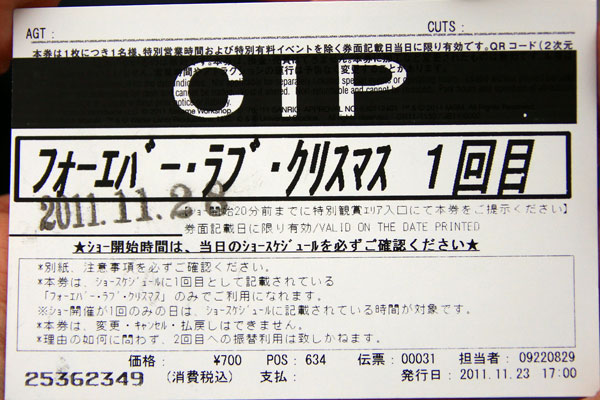 AGT :
CUTS :
本券は1枚につき1名様、特別営業時間および特別有料イベントを除く券面記載日当日に限り有効です。QRコード(2次元
CTP
フォーエバー・ラブ・クリスマス 1回目
2011.11.26
【ショー開始20分前までに特別観賞エリア入口にて本券をご提示ください】
券面記載日に限り有効/VALID ON THE DATE PRINTED
★ショー開始時間は、当日のショースケジュールを必ずご確認ください★
*別紙、注意事項を必ずご確認ください。
*本券は、ショースケジュールに1回目として記載されている
「フォーエバー・ラブ・クリスマス」のみでご利用になれます。
※ショー開催が1回のみの日は、ショースケジュールに記載されている時間が対象です。
*本券は、変更・キャンセル・払戻しはできません。
*理由の如何に問わず、2回目への振替利用は致しかねます。
価格: ¥700 POS: 634 伝票: 00031 担当者: 09220829
25362349 (消費税込) 支払: 発行日: 2011.11.23 17:00